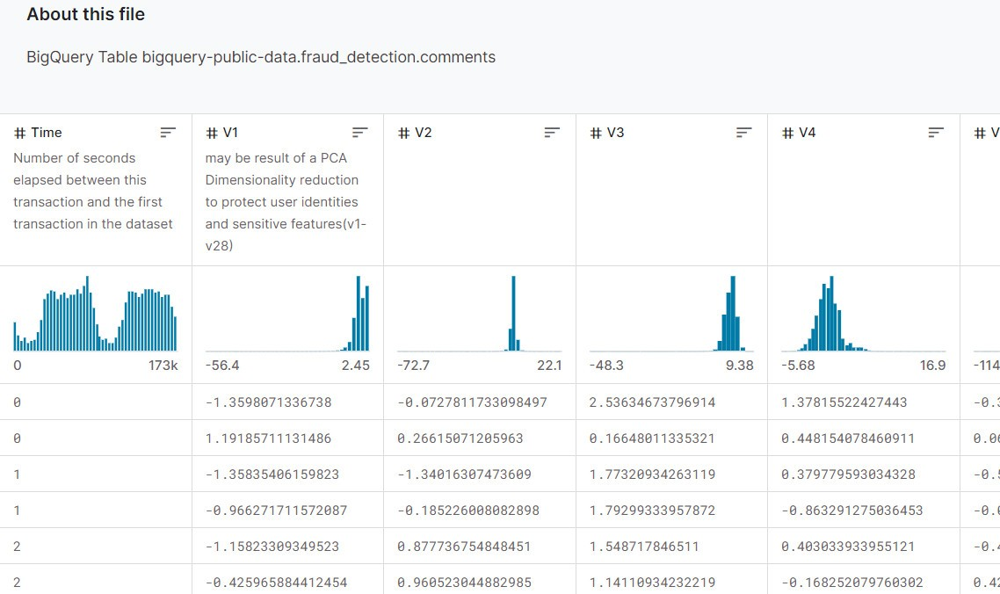 About this file
BigQuery Table bigquery-public-data.fraud_detection.comments
# Time # V1 # V2 # V3 # V4 # V
Number of seconds
elapsed between this
transaction and the first
transaction in the dataset
may be result of a PCA
Dimensionality reduction
to protect user identities
and sensitive features(v1-
v28)
0 173k -56.4 2.45 -72.7 22.1 -48.3 9.38 -5.68 16.9 -114
0 -1.3598071336738 -0.0727811733098497 2.53634673796914 1.37815522427443 -0.3
0 1.19185711131486 0.26615071205963 0.16648011335321 0.448154078460911 0.06
1 -1.35835406159823 -1.34016307473609 1.77320934263119 0.379779593034328 -0.5
1 -0.966271711572087 -0.185226008082898 1.79299333957872 -0.863291275036453 -0.0
2 -1.15823309349523 0.877736754848451 1.548717846511 0.403033933955121 -0.4
2 -0.425965884412454 0.960523044882985 1.14110934232219 -0.168252079760302 0.42